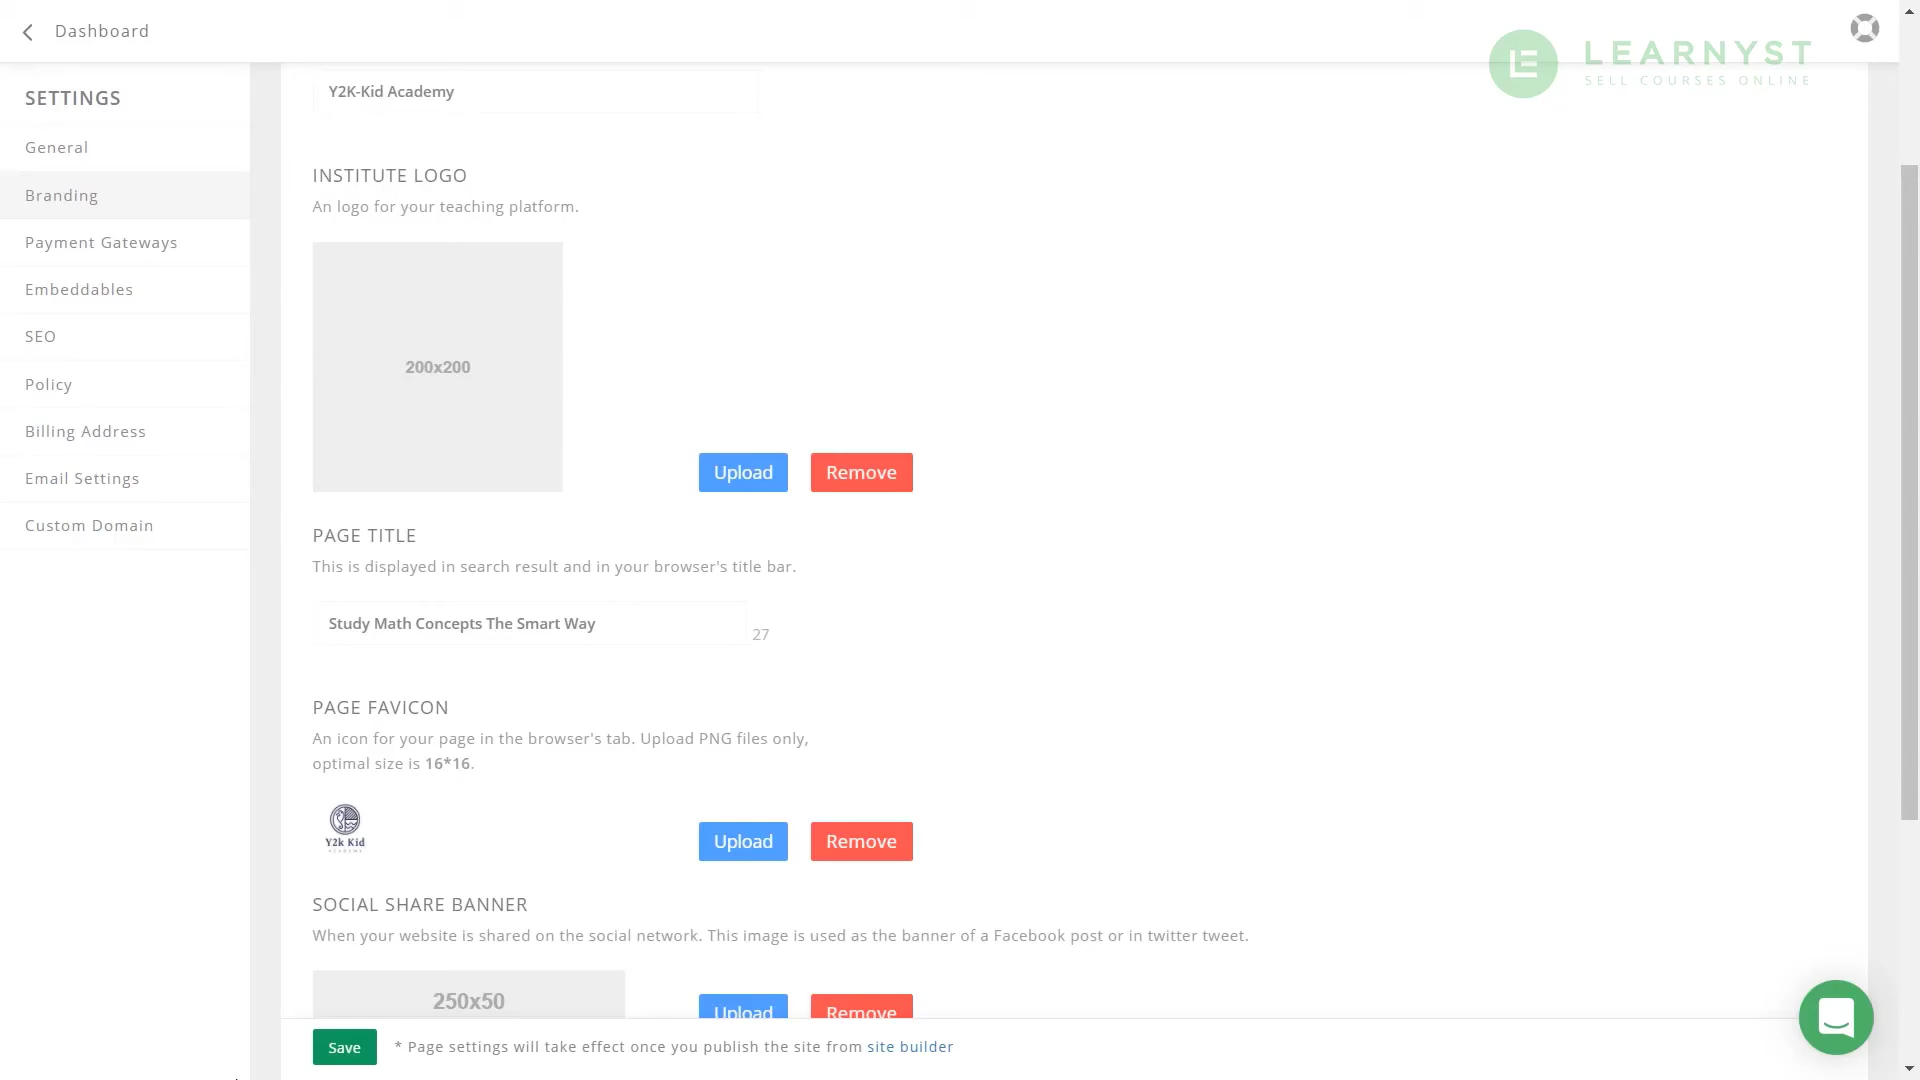 Dashboard
LEARNYST
SELL COURSES ONLINE
SETTINGS
General
Branding
Payment Gateways
Embeddables
SEO
Policy
Billing Address
Email Settings
Custom Domain
Y2K-Kid Academy
INSTITUTE LOGO
An logo for your teaching platform.
200x200
Upload Remove
PAGE TITLE
This is displayed in search result and in your browser's title bar.
Study Math Concepts The Smart Way
27
PAGE FAVICON
An icon for your page in the browser's tab. Upload PNG files only,
optimal size is 16*16.
Y2k Kid
ACADEMY
Upload Remove
SOCIAL SHARE BANNER
When your website is shared on the social network. This image is used as the banner of a Facebook post or in twitter tweet.
250x50
Upload Remove
Save * Page settings will take effect once you publish the site from site builder